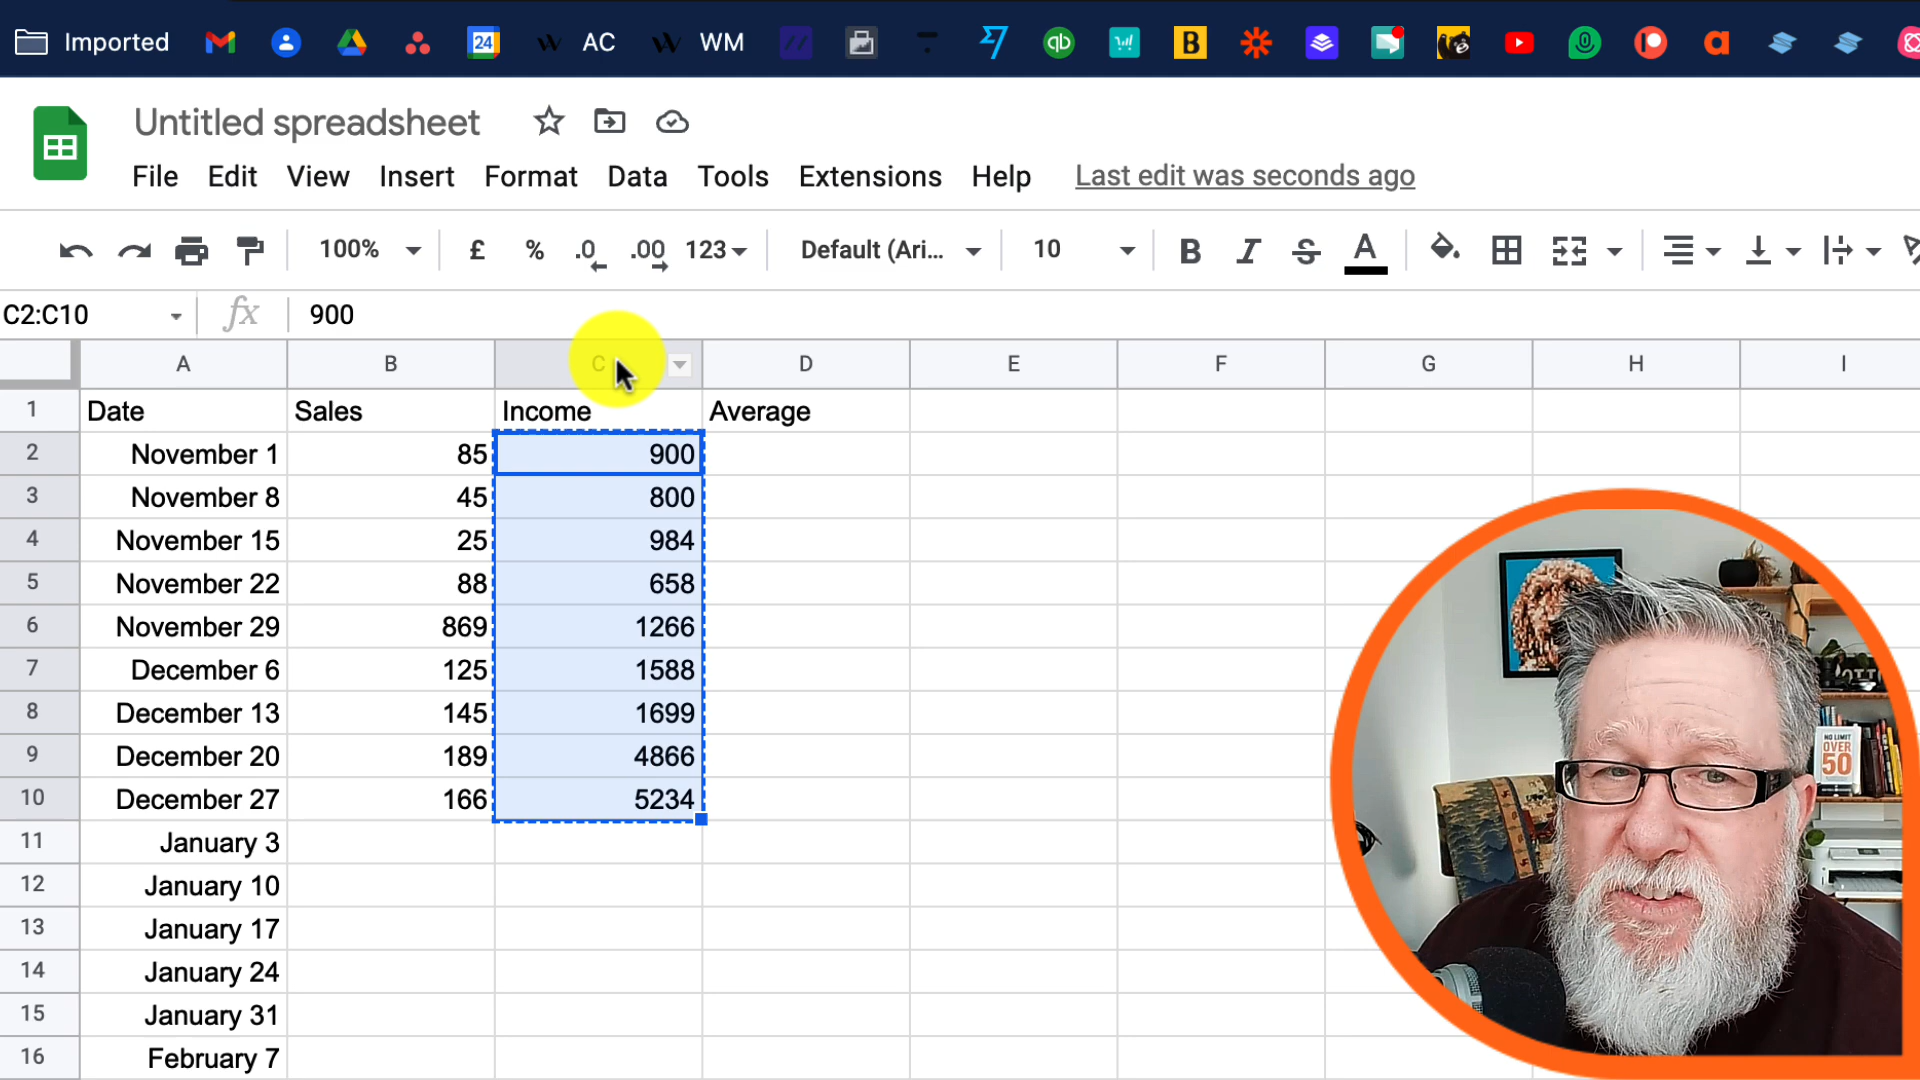 Imported 24 AC WM
Untitled spreadsheet
File Edit View Insert Format Data Tools Extensions Help Last edit was seconds ago
100% £ % .0 .00 123 Default (Ari... 10 B I S A
C2:C10 fx 900
A B C D E F G H I
1 Date Sales Income Average
2 November 1 85 900
3 November 8 45 800
4 November 15 25 984
5 November 22 88 658
6 November 29 869 1266
7 December 6 125 1588
8 December 13 145 1699
9 December 20 189 4866
10 December 27 166 5234
11 January 3
12 January 10
13 January 17
14 January 24
15 January 31
16 February 7
NO LIMIT
OVER
50